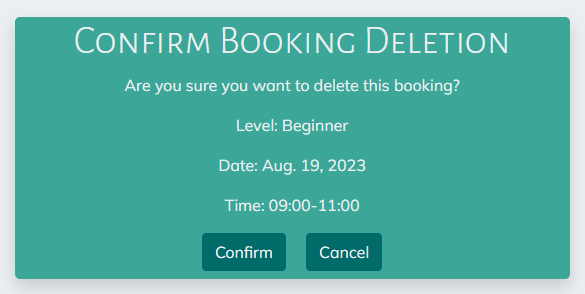 Confirm Booking Deletion
Are you sure you want to delete this booking?
Level: Beginner
Date: Aug. 19, 2023
Time: 09:00-11:00
Confirm Cancel